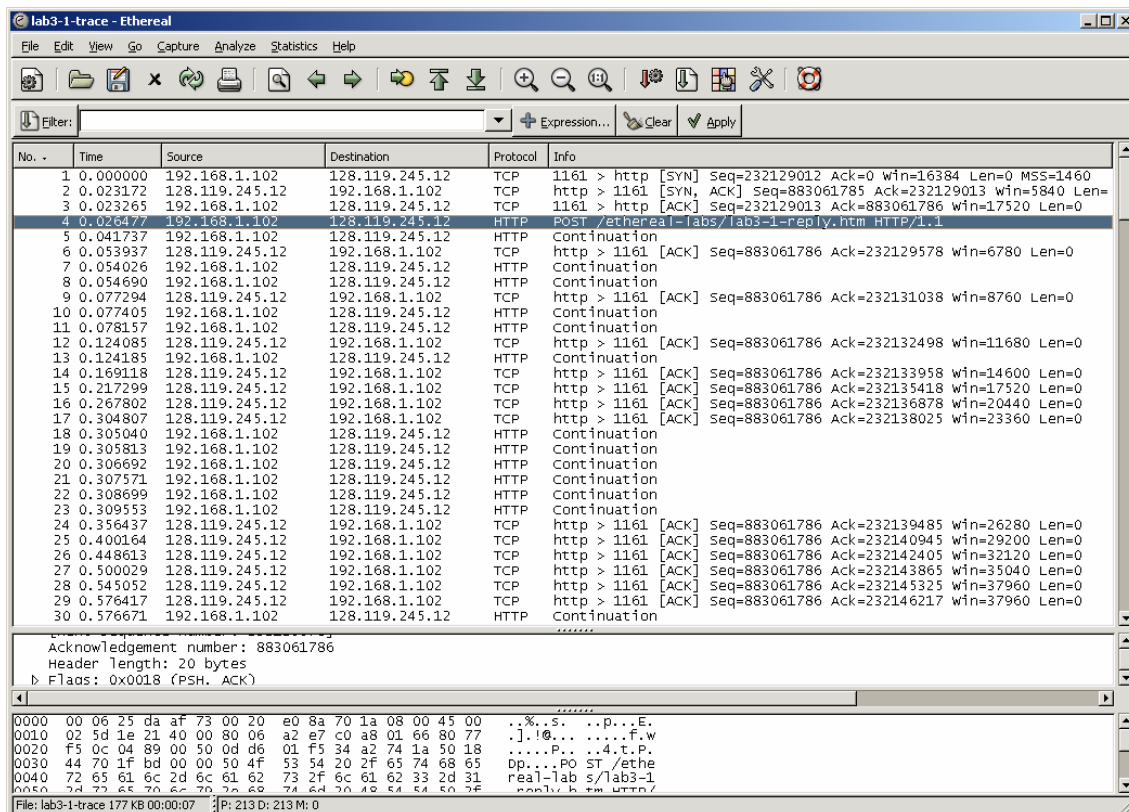 lab3-1-trace - Ethereal
File Edit View Go Capture Analyze Statistics Help
Filter: Expression... Clear Apply
No. Time Source Destination Protocol Info
1 0.000000 192.168.1.102 128.119.245.12 TCP 1161 > http [SYN] Seq=232129012 Ack=0 Win=16384 Len=0 MSS=1460
2 0.023172 128.119.245.12 192.168.1.102 TCP http > 1161 [SYN, ACK] Seq=883061785 Ack=232129013 Win=5840 Len=
3 0.023265 192.168.1.102 128.119.245.12 TCP 1161 > http [ACK] Seq=232129013 Ack=883061786 Win=17520 Len=0
4 0.026477 192.168.1.102 128.119.245.12 HTTP POST /ethereal-labs/lab3-1-reply.htm HTTP/1.1
5 0.041737 192.168.1.102 128.119.245.12 HTTP Continuation
6 0.053937 128.119.245.12 192.168.1.102 TCP http > 1161 [ACK] Seq=883061786 Ack=232129578 Win=6780 Len=0
7 0.054026 192.168.1.102 128.119.245.12 HTTP Continuation
8 0.054690 192.168.1.102 128.119.245.12 HTTP Continuation
9 0.077294 128.119.245.12 192.168.1.102 TCP http > 1161 [ACK] Seq=883061786 Ack=232131038 Win=8760 Len=0
10 0.077405 192.168.1.102 128.119.245.12 HTTP Continuation
11 0.078157 192.168.1.102 128.119.245.12 HTTP Continuation
12 0.124085 128.119.245.12 192.168.1.102 TCP http > 1161 [ACK] Seq=883061786 Ack=232132498 Win=11680 Len=0
13 0.124185 192.168.1.102 128.119.245.12 HTTP Continuation
14 0.169118 128.119.245.12 192.168.1.102 TCP http > 1161 [ACK] Seq=883061786 Ack=232133958 Win=14600 Len=0
15 0.217299 128.119.245.12 192.168.1.102 TCP http > 1161 [ACK] Seq=883061786 Ack=232135418 Win=17520 Len=0
16 0.267802 128.119.245.12 192.168.1.102 TCP http > 1161 [ACK] Seq=883061786 Ack=232136878 Win=20440 Len=0
17 0.304807 128.119.245.12 192.168.1.102 TCP http > 1161 [ACK] Seq=883061786 Ack=232138025 Win=23360 Len=0
18 0.305040 192.168.1.102 128.119.245.12 HTTP Continuation
19 0.305813 192.168.1.102 128.119.245.12 HTTP Continuation
20 0.306692 192.168.1.102 128.119.245.12 HTTP Continuation
21 0.307571 192.168.1.102 128.119.245.12 HTTP Continuation
22 0.308699 192.168.1.102 128.119.245.12 HTTP Continuation
23 0.309553 192.168.1.102 128.119.245.12 HTTP Continuation
24 0.356437 128.119.245.12 192.168.1.102 TCP http > 1161 [ACK] Seq=883061786 Ack=232139485 Win=26280 Len=0
25 0.400164 128.119.245.12 192.168.1.102 TCP http > 1161 [ACK] Seq=883061786 Ack=232140945 Win=29200 Len=0
26 0.448613 128.119.245.12 192.168.1.102 TCP http > 1161 [ACK] Seq=883061786 Ack=232142405 Win=32120 Len=0
27 0.500029 128.119.245.12 192.168.1.102 TCP http > 1161 [ACK] Seq=883061786 Ack=232143865 Win=35040 Len=0
28 0.545052 128.119.245.12 192.168.1.102 TCP http > 1161 [ACK] Seq=883061786 Ack=232145325 Win=37960 Len=0
29 0.576417 128.119.245.12 192.168.1.102 TCP http > 1161 [ACK] Seq=883061786 Ack=232146217 Win=37960 Len=0
30 0.576671 192.168.1.102 128.119.245.12 HTTP Continuation
Acknowledgement number: 883061786
Header length: 20 bytes
Flags: 0x0018 (PSH, ACK)
0000 00 06 25 da af 73 00 20 e0 8a 70 1a 08 00 45 00 ..%..s. ..p...E.
0010 02 5d 1e 21 40 00 80 06 a2 e7 c0 a8 01 66 80 77 .].!@... .....f.w
0020 f5 0c 04 89 00 50 0d d6 01 f5 34 a2 74 1a 50 18 .....P.. ..4.t.P.
0030 44 70 1f bd 00 00 50 4f 53 54 20 2f 65 74 68 65 Dp....PO ST /ethe
0040 72 65 61 6c 2d 6c 61 62 73 2f 6c 61 62 33 2d 31 real-lab s/lab3-1
0050 2d 72 65 70 6c 79 2e 68 74 6d 20 48 54 54 50 2f -reply.h tm HTTP/
File: lab3-1-trace 177 KB 00:00:07 P: 213 D: 213 M: 0